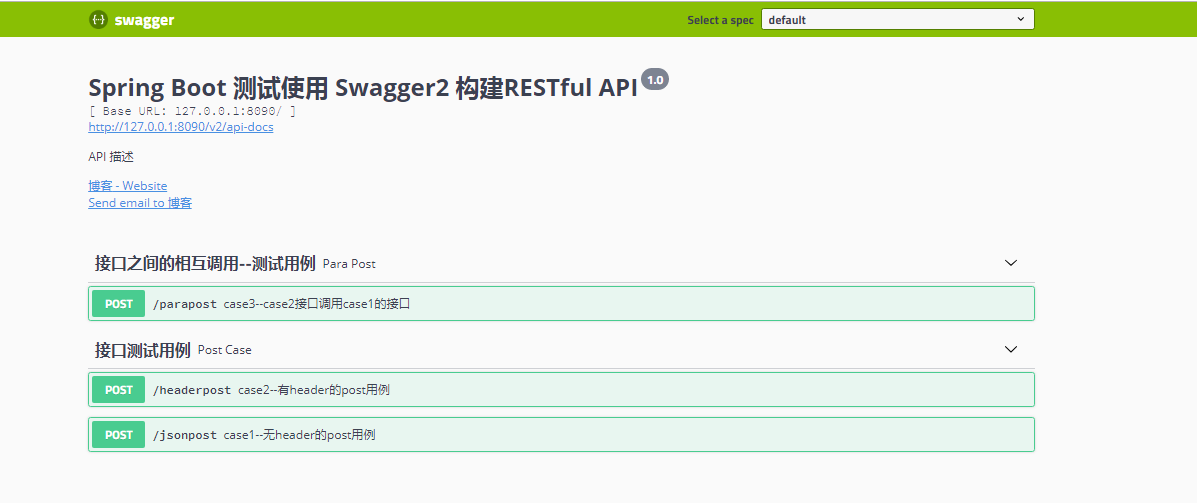 swagger Select a spec default
Spring Boot 测试使用 Swagger2 构建RESTful API 1.0
[ Base URL: 127.0.0.1:8090/ ]
http://127.0.0.1:8090/v2/api-docs
API 描述
博客 - Website
Send email to 博客
接口之间的相互调用--测试用例 Para Post
POST /parapost case3--case2接口调用case1的接口
接口测试用例 Post Case
POST /headerpost case2--有header的post用例
POST /jsonpost case1--无header的post用例